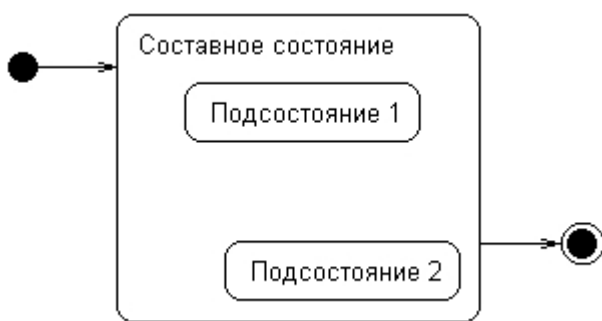 Составное состояние
Подсостояние 1
Подсостояние 2